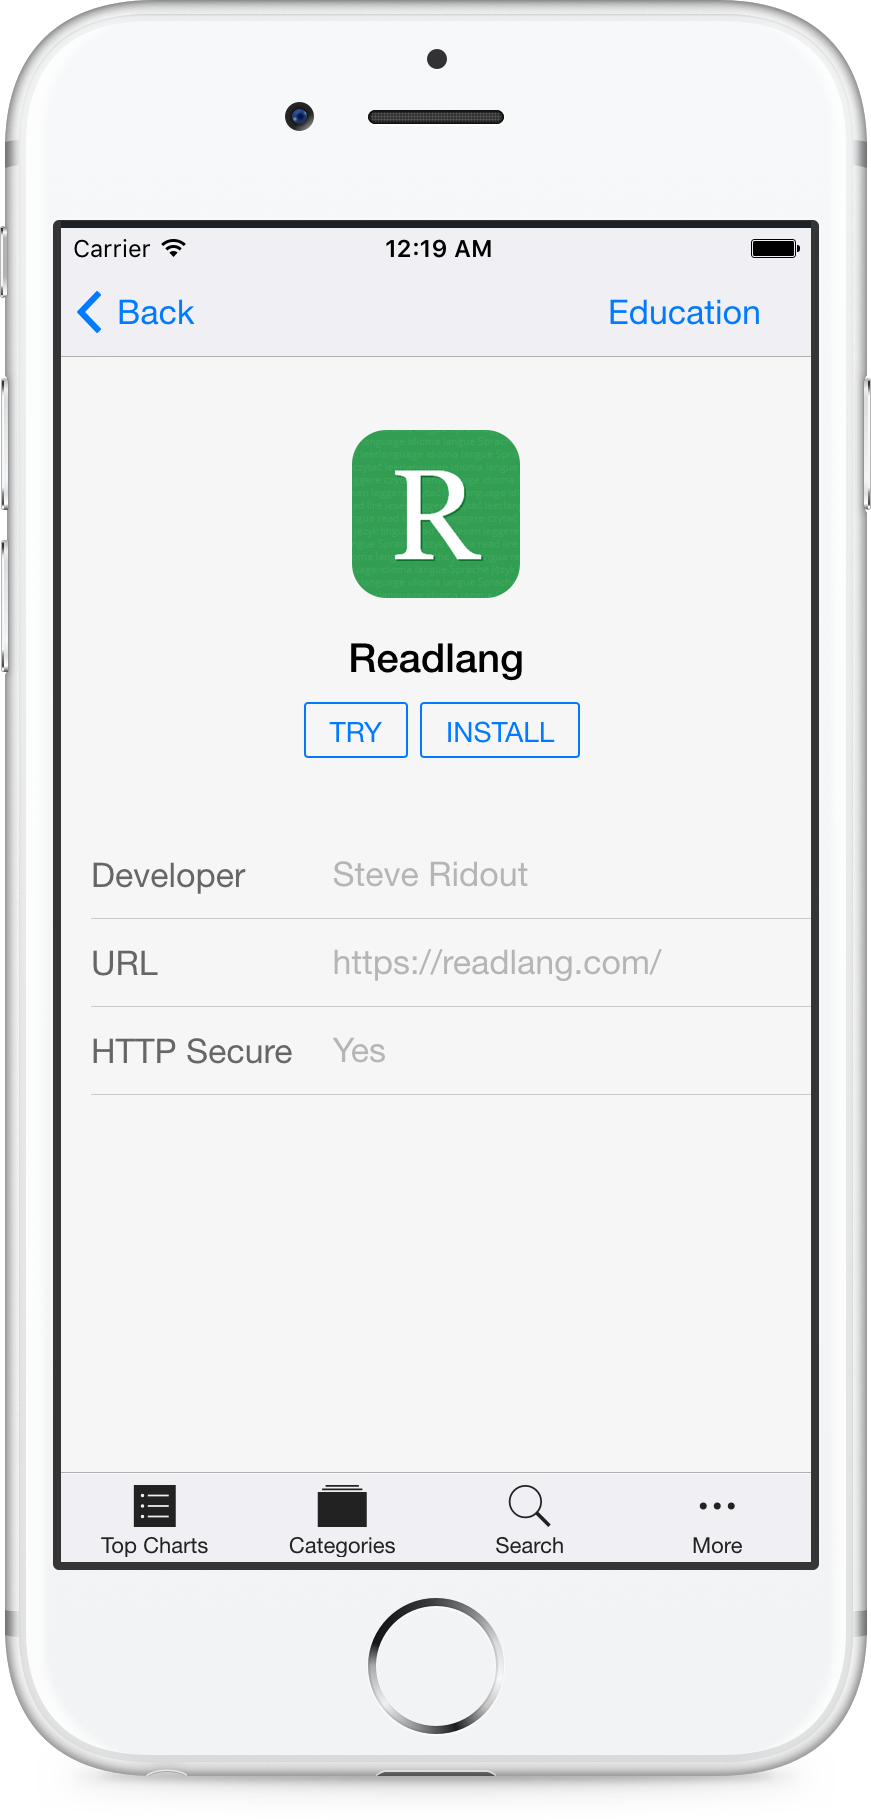 Carrier 12:19 AM
Back Education
R
Readlang
TRY INSTALL
Developer Steve Ridout
URL https://readlang.com/
HTTP Secure Yes
Top Charts Categories Search More